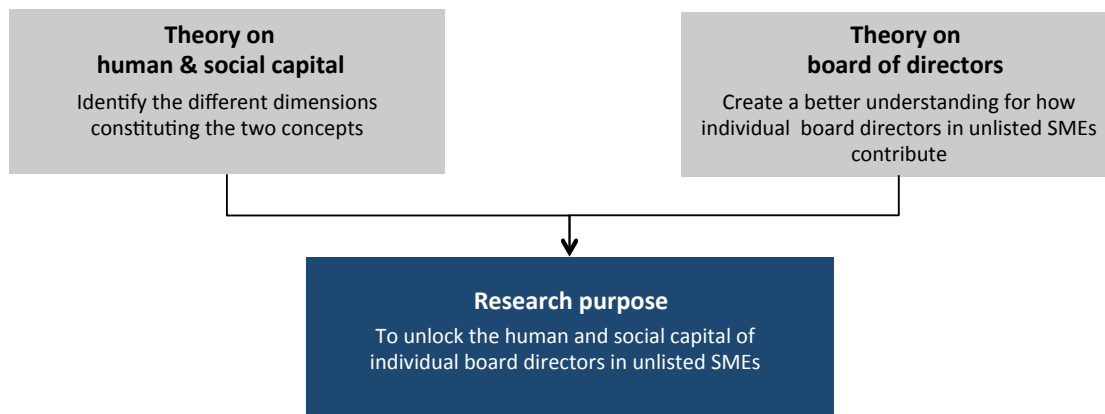 Theory on
human & social capital
Identify the different dimensions
constituting the two concepts
Theory on
board of directors
Create a better understanding for how
individual board directors in unlisted SMEs
contribute
Research purpose
To unlock the human and social capital of
individual board directors in unlisted SMEs